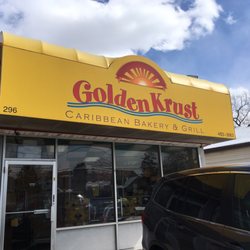 Golden Krust
CARIBBEAN BAKERY & GRILL
296